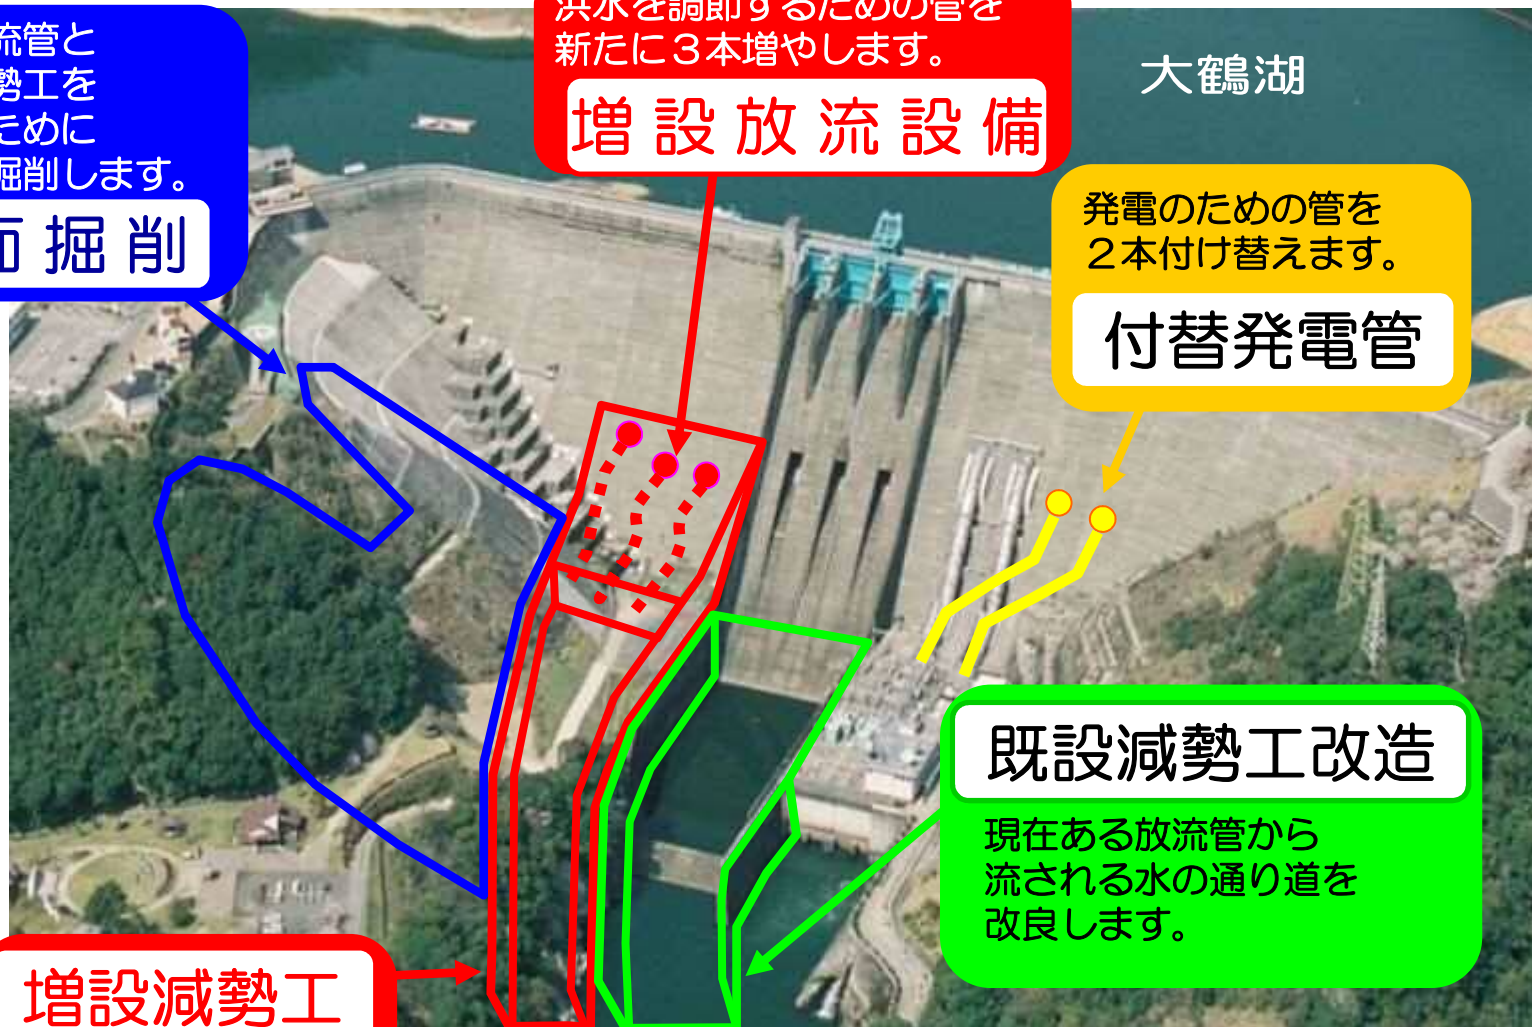 流管と
勢工を
ために
掘削します。
面 掘 削
洪水を調節するための管を
新たに３本増やします。
増 設 放 流 設 備
大鶴湖
発電のための管を
２本付け替えます。
付替発電管
既設減勢工改造
現在ある放流管から
流される水の通り道を
改良します。
増設減勢工